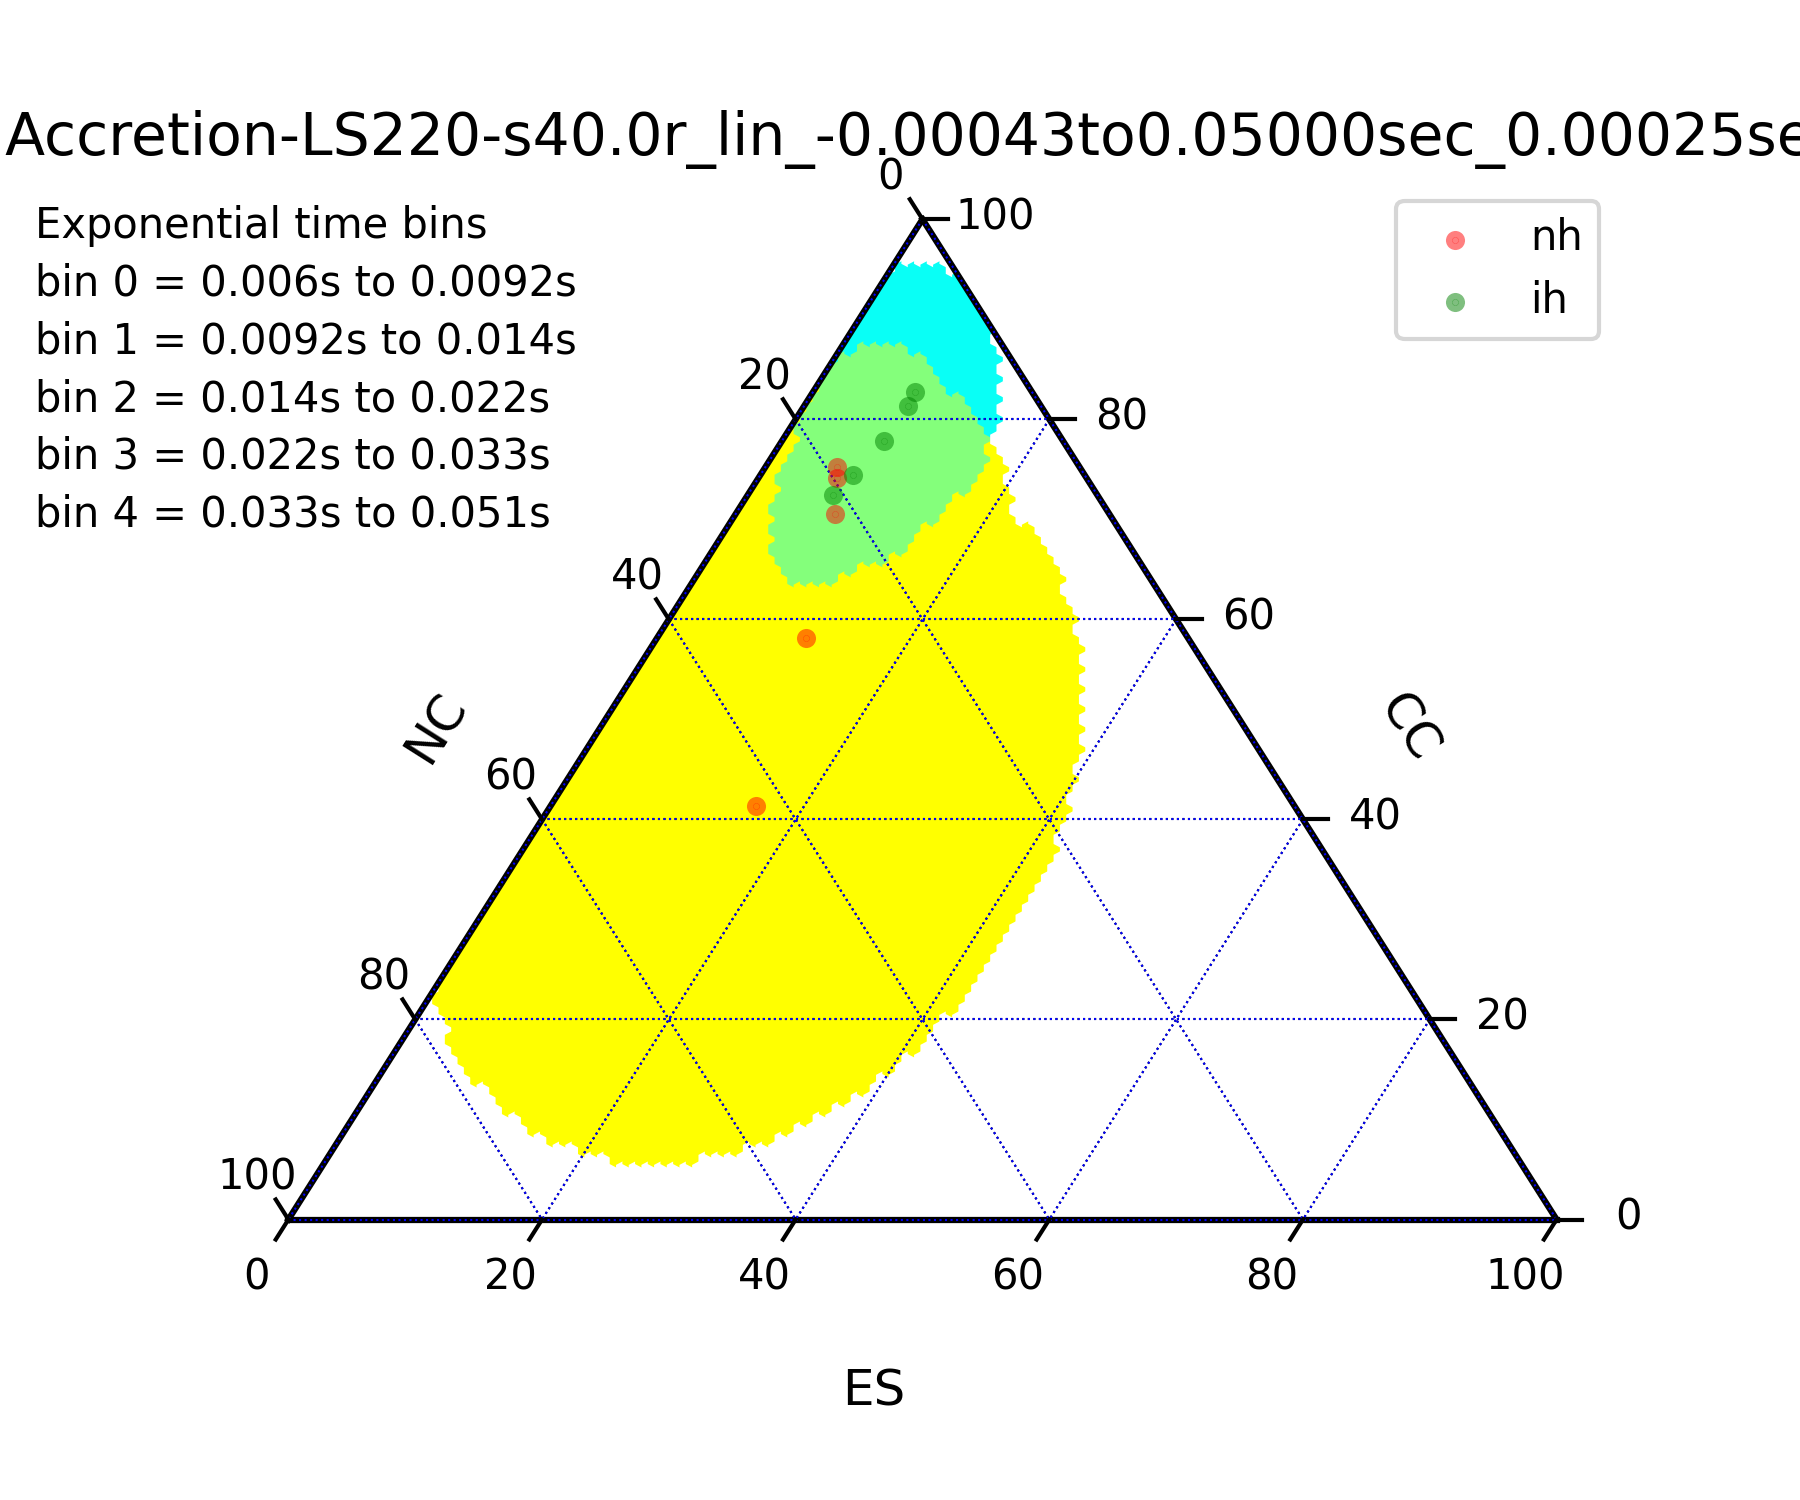 Accretion-LS220-s40.0r_lin_-0.00043to0.05000sec_0.00025se
0
100
Exponential time bins
bin 0 = 0.006s to 0.0092s
bin 1 = 0.0092s to 0.014s
bin 2 = 0.014s to 0.022s
bin 3 = 0.022s to 0.033s
bin 4 = 0.033s to 0.051s
nh
ih
20
80
40
60
NC
CC
60
40
80
20
100
0
0
20
40
60
80
100
ES